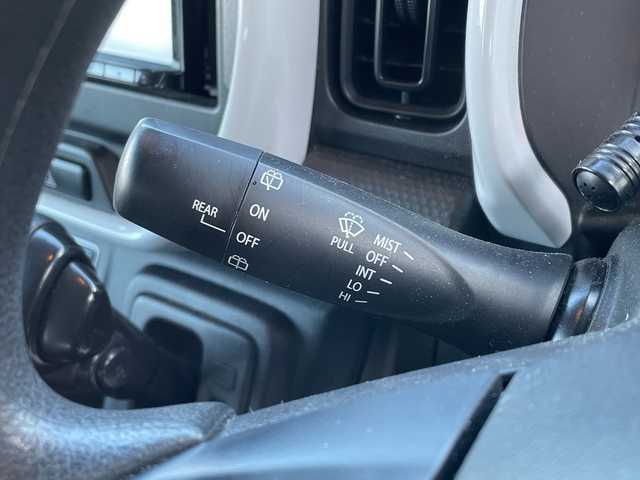 REAR
ON
OFF
PULL
MIST
OFF
INT
LO
HI